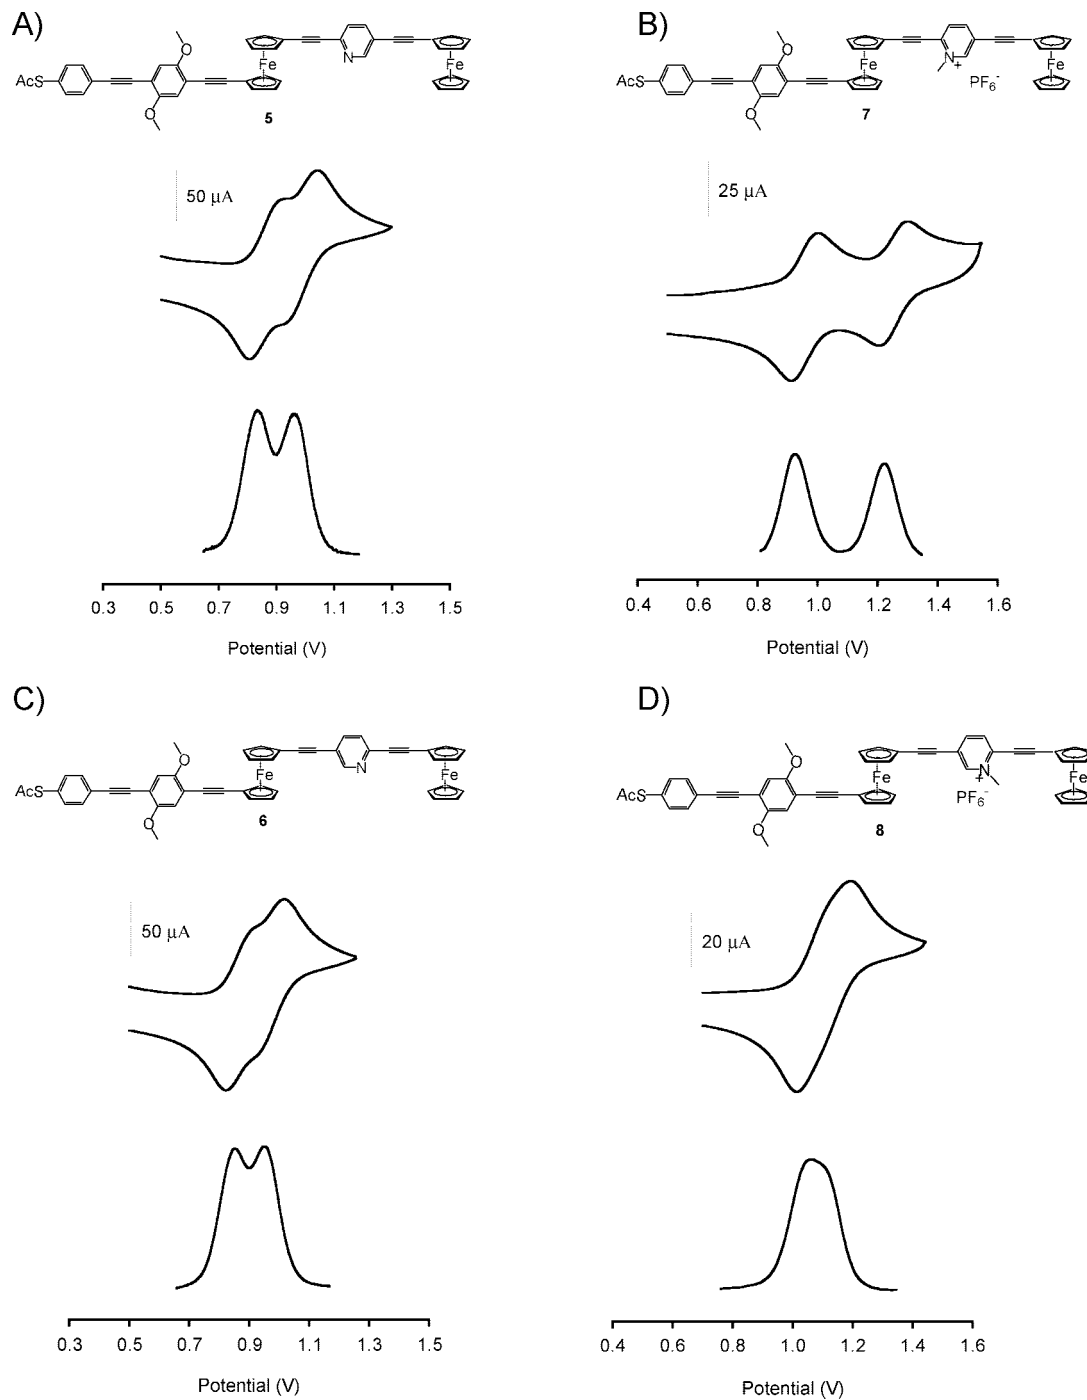 A)
O
N
Fe
Fe
AcS
O
5
50 μA
0.3 0.5 0.7 0.9 1.1 1.3 1.5
Potential (V)
B)
O
N
+
Fe
Fe
PF6-
AcS
O
7
25 μA
0.4 0.6 0.8 1.0 1.2 1.4 1.6
Potential (V)
C)
O
N
Fe
Fe
AcS
O
6
50 μA
0.3 0.5 0.7 0.9 1.1 1.3 1.5
Potential (V)
D)
O
N
+
Fe
Fe
PF6-
AcS
O
8
20 μA
0.4 0.6 0.8 1.0 1.2 1.4 1.6
Potential (V)